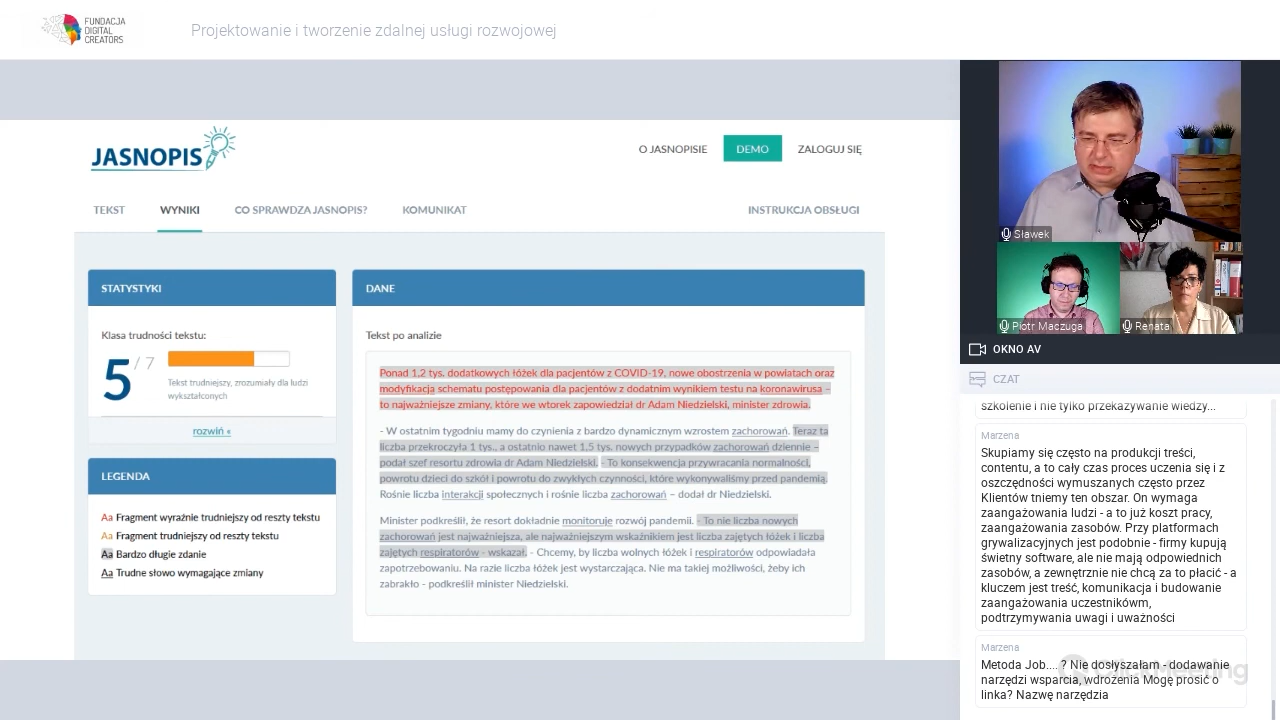 FUNDACJA
DIGITAL
CREATORS
Projektowanie i tworzenie zdalnej usługi rozwojowej
JASNOPIS
O JASNOPISIE
DEMO
ZALOGUJ SIĘ
TEKST
WYNIKI
CO SPRAWDZA JASNOPIS?
KOMUNIKAT
INSTRUKCJA OBSŁUGI
STATYSTYKI
Klasa trudności tekstu:
5 / 7
Tekst trudniejszy, zrozumiały dla ludzi
wykształconych
rozwiń «
LEGENDA
Aa Fragment wyraźnie trudniejszy od reszty tekstu
Aa Fragment trudniejszy od reszty tekstu
Aa Bardzo długie zdanie
Aa Trudne słowo wymagające zmiany
DANE
Tekst po analizie
Ponad 1,2 tys. dodatkowych łóżek dla pacjentów z COVID-19, nowe obostrzenia w powiatach oraz
modyfikacja schematu postępowania dla pacjentów z dodatnim wynikiem testu na koronawirusa –
to najważniejsze zmiany, które we wtorek zapowiedział dr Adam Niedzielski, minister zdrowia.
- W ostatnim tygodniu mamy do czynienia z bardzo dynamicznym wzrostem zachorowań. Teraz ta
liczba przekroczyła 1 tys., a ostatnio nawet 1,5 tys. nowych przypadków zachorowań dziennie –
podał szef resortu zdrowia dr Adam Niedzielski. - To konsekwencja przywracania normalności,
powrotu dzieci do szkół i powrotu do zwykłych czynności, które wykonywaliśmy przed pandemią.
Rośnie liczba interakcji społecznych i rośnie liczba zachorowań – dodał dr Niedzielski.
Minister podkreślił, że resort dokładnie monitoruje rozwój pandemii. - To nie liczba nowych
zachorowań jest najważniejsza, ale najważniejszym wskaźnikiem jest liczba zajętych łóżek i liczba
zajętych respiratorów - wskazał. - Chcemy, by liczba wolnych łóżek i respiratorów odpowiadała
zapotrzebowaniu. Na razie liczba łóżek jest wystarczająca. Nie ma takiej możliwości, żeby ich
zabrakło - podkreślił minister Niedzielski.
Sławek
Piotr Maczuga
Renata
OKNO AV
CZAT
szkolenie i nie tylko przekazywanie wiedzy...
Marzena
Skupiamy się często na produkcji treści,
contentu, a to cały czas proces uczenia się i z
oszczędności wymuszanych często przez
Klientów tniemy ten obszar. On wymaga
zaangażowania ludzi - a to już koszt pracy,
zaangażowania zasobów. Przy platformach
grywalizacyjnych jest podobnie - firmy kupują
świetny software, ale nie mają odpowiednich
zasobów, a zewnętrznie nie chcą za to płacić - a
kluczem jest treść, komunikacja i budowanie
zaangażowania uczestnikówm,
podtrzymywania uwagi i uważności
Marzena
Metoda Job.... ? Nie dosłyszałam - dodawanie
narzędzi wsparcia, wdrożenia Mogę prosić o
linka? Nazwę narzędzia
ClickMeeting